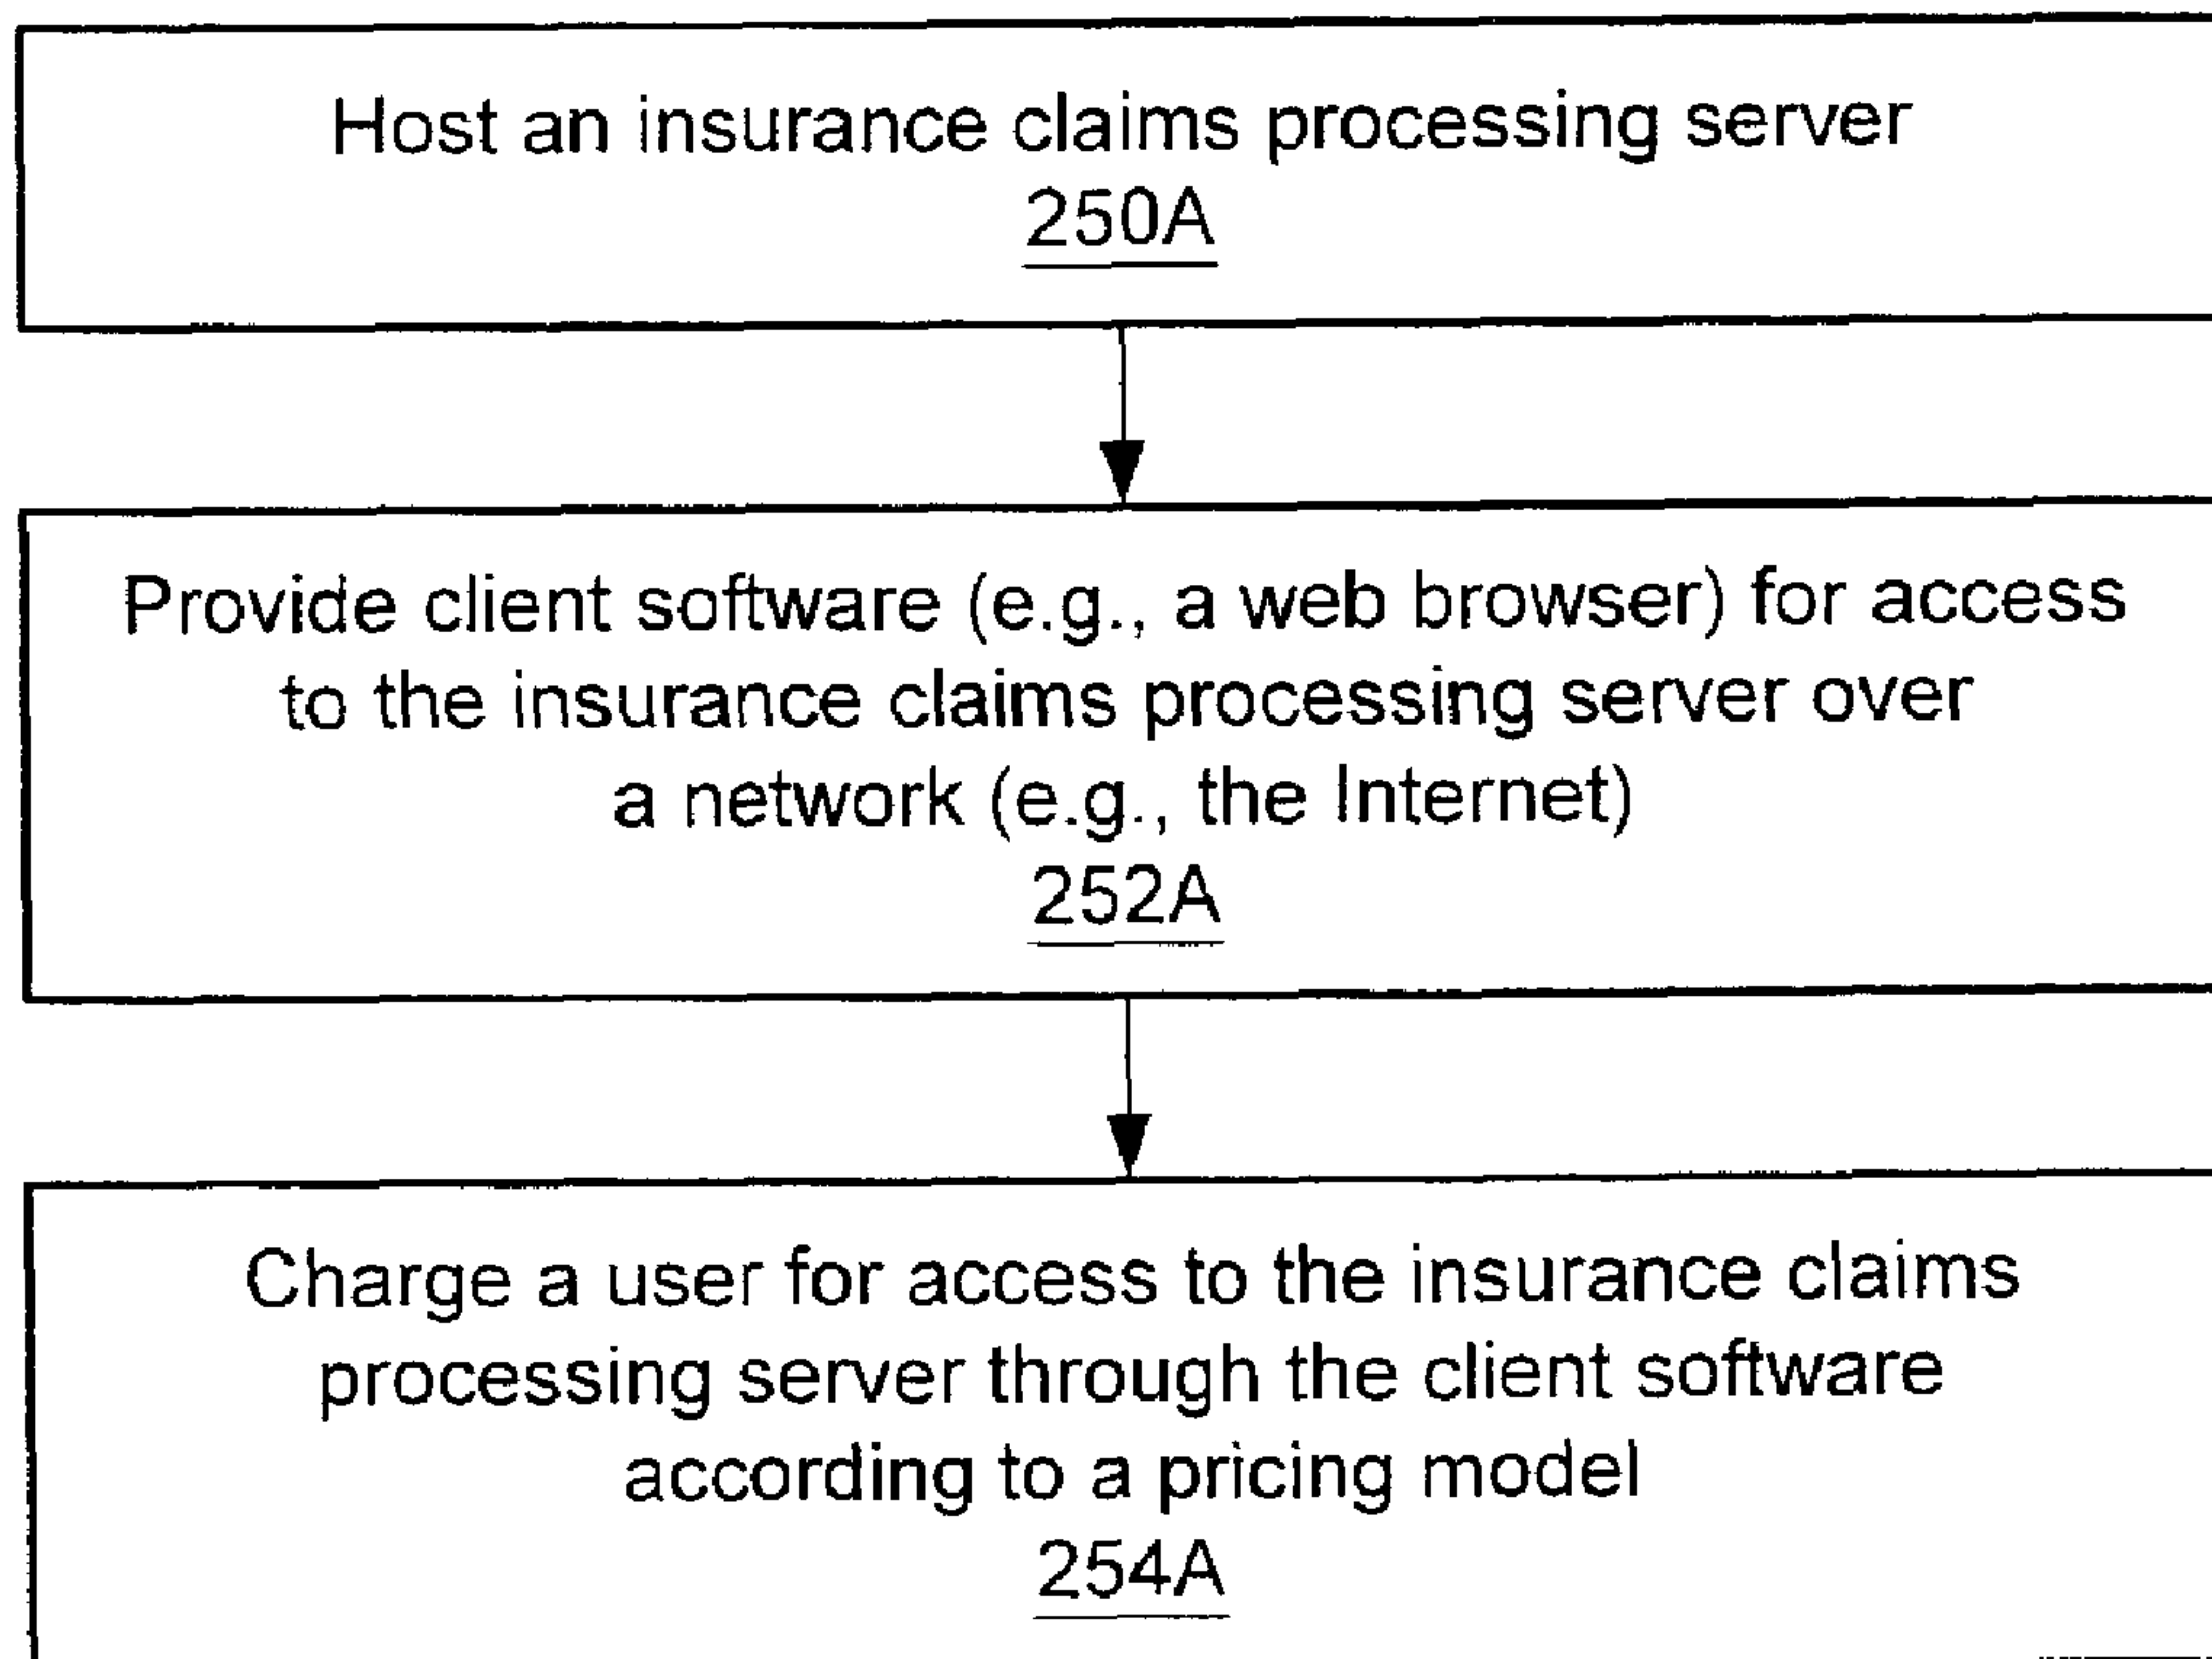 Host an insurance claims processing server
250A
Provide client software (e.g., a web browser) for access
to the insurance claims processing server over
a network (e.g., the Internet)
252A
Charge a user for access to the insurance claims
processing server through the client software
according to a pricing model
254A